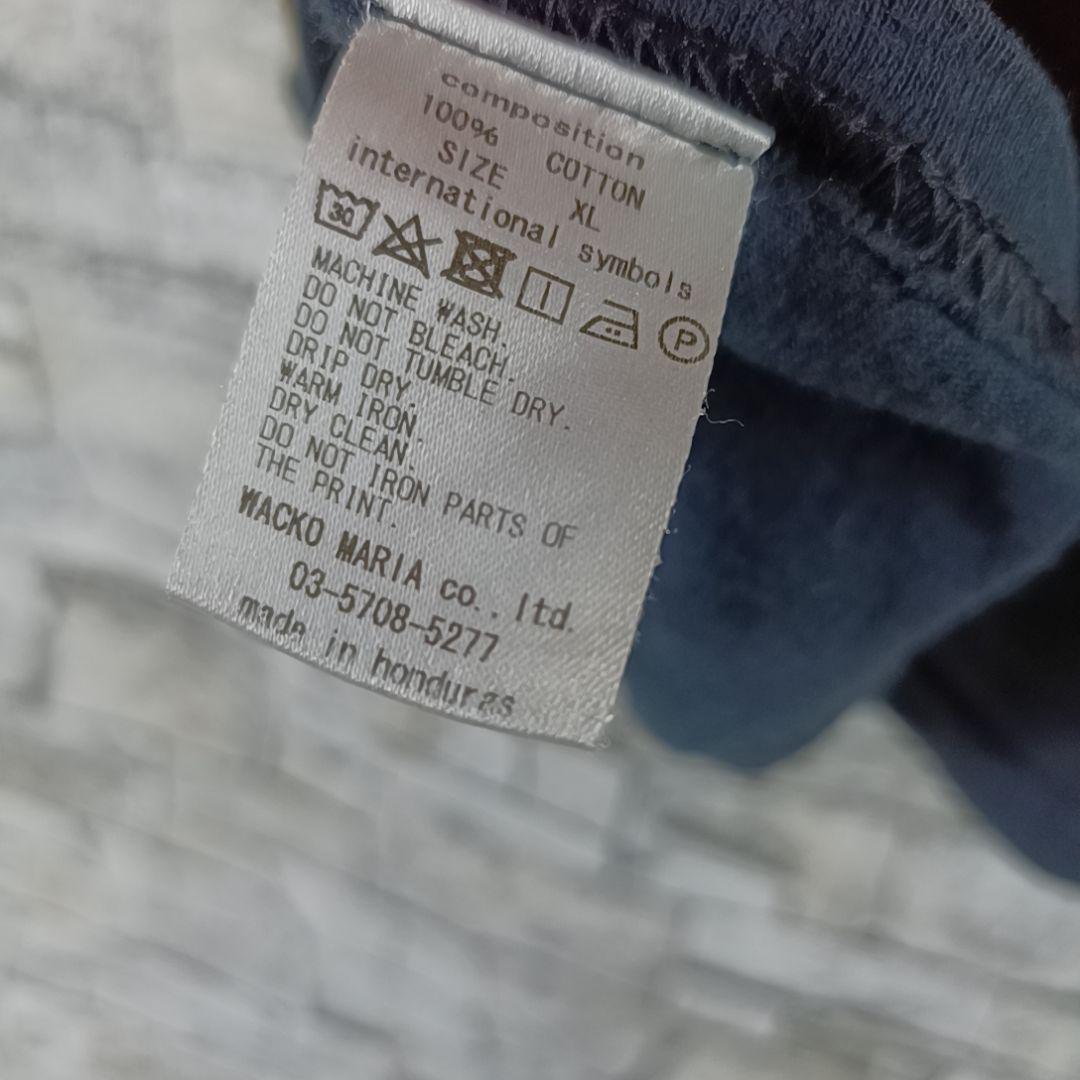 composition
100% COTTON
SIZE XL
international symbols
30 P
MACHINE WASH.
DO NOT BLEACH.
DO NOT TUMBLE DRY.
DRIP DRY.
WARM IRON.
DRY CLEAN.
DO NOT IRON PARTS OF
THE PRINT.
WACKO MARIA co., ltd.
03-5708-5277
made in honduras